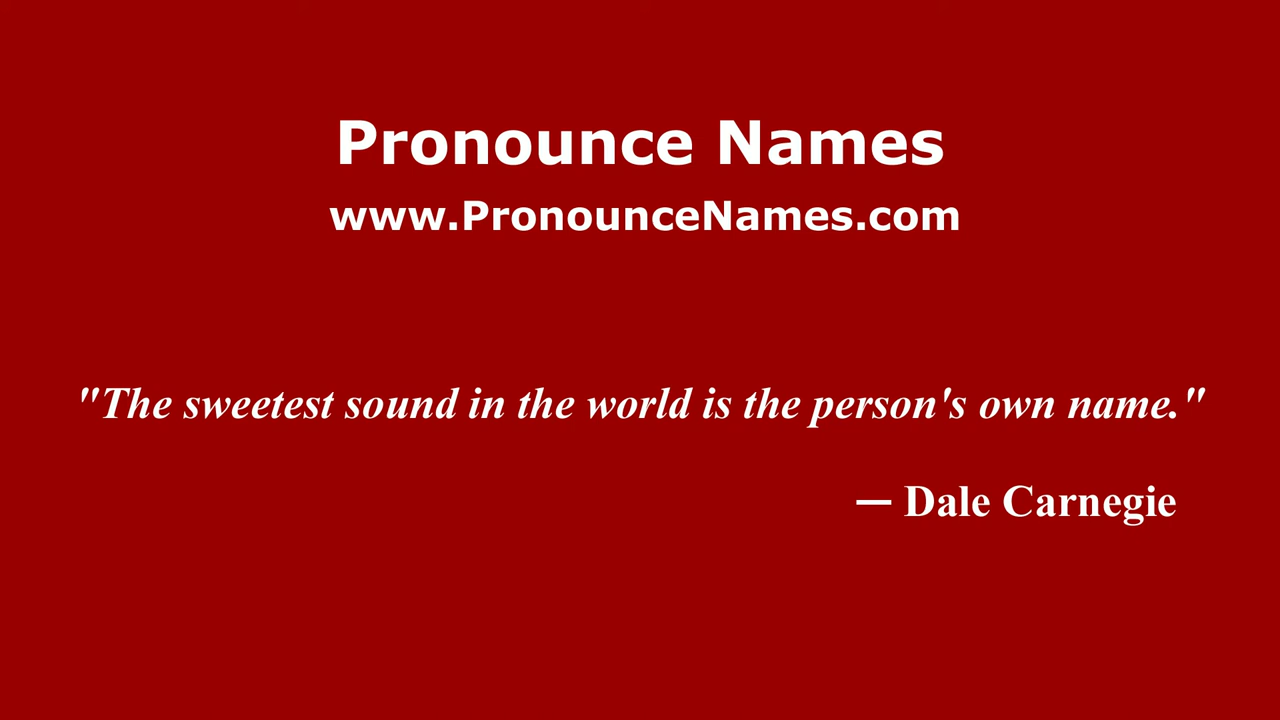 Pronounce Names
www.PronounceNames.com
"The sweetest sound in the world is the person's own name."
— Dale Carnegie